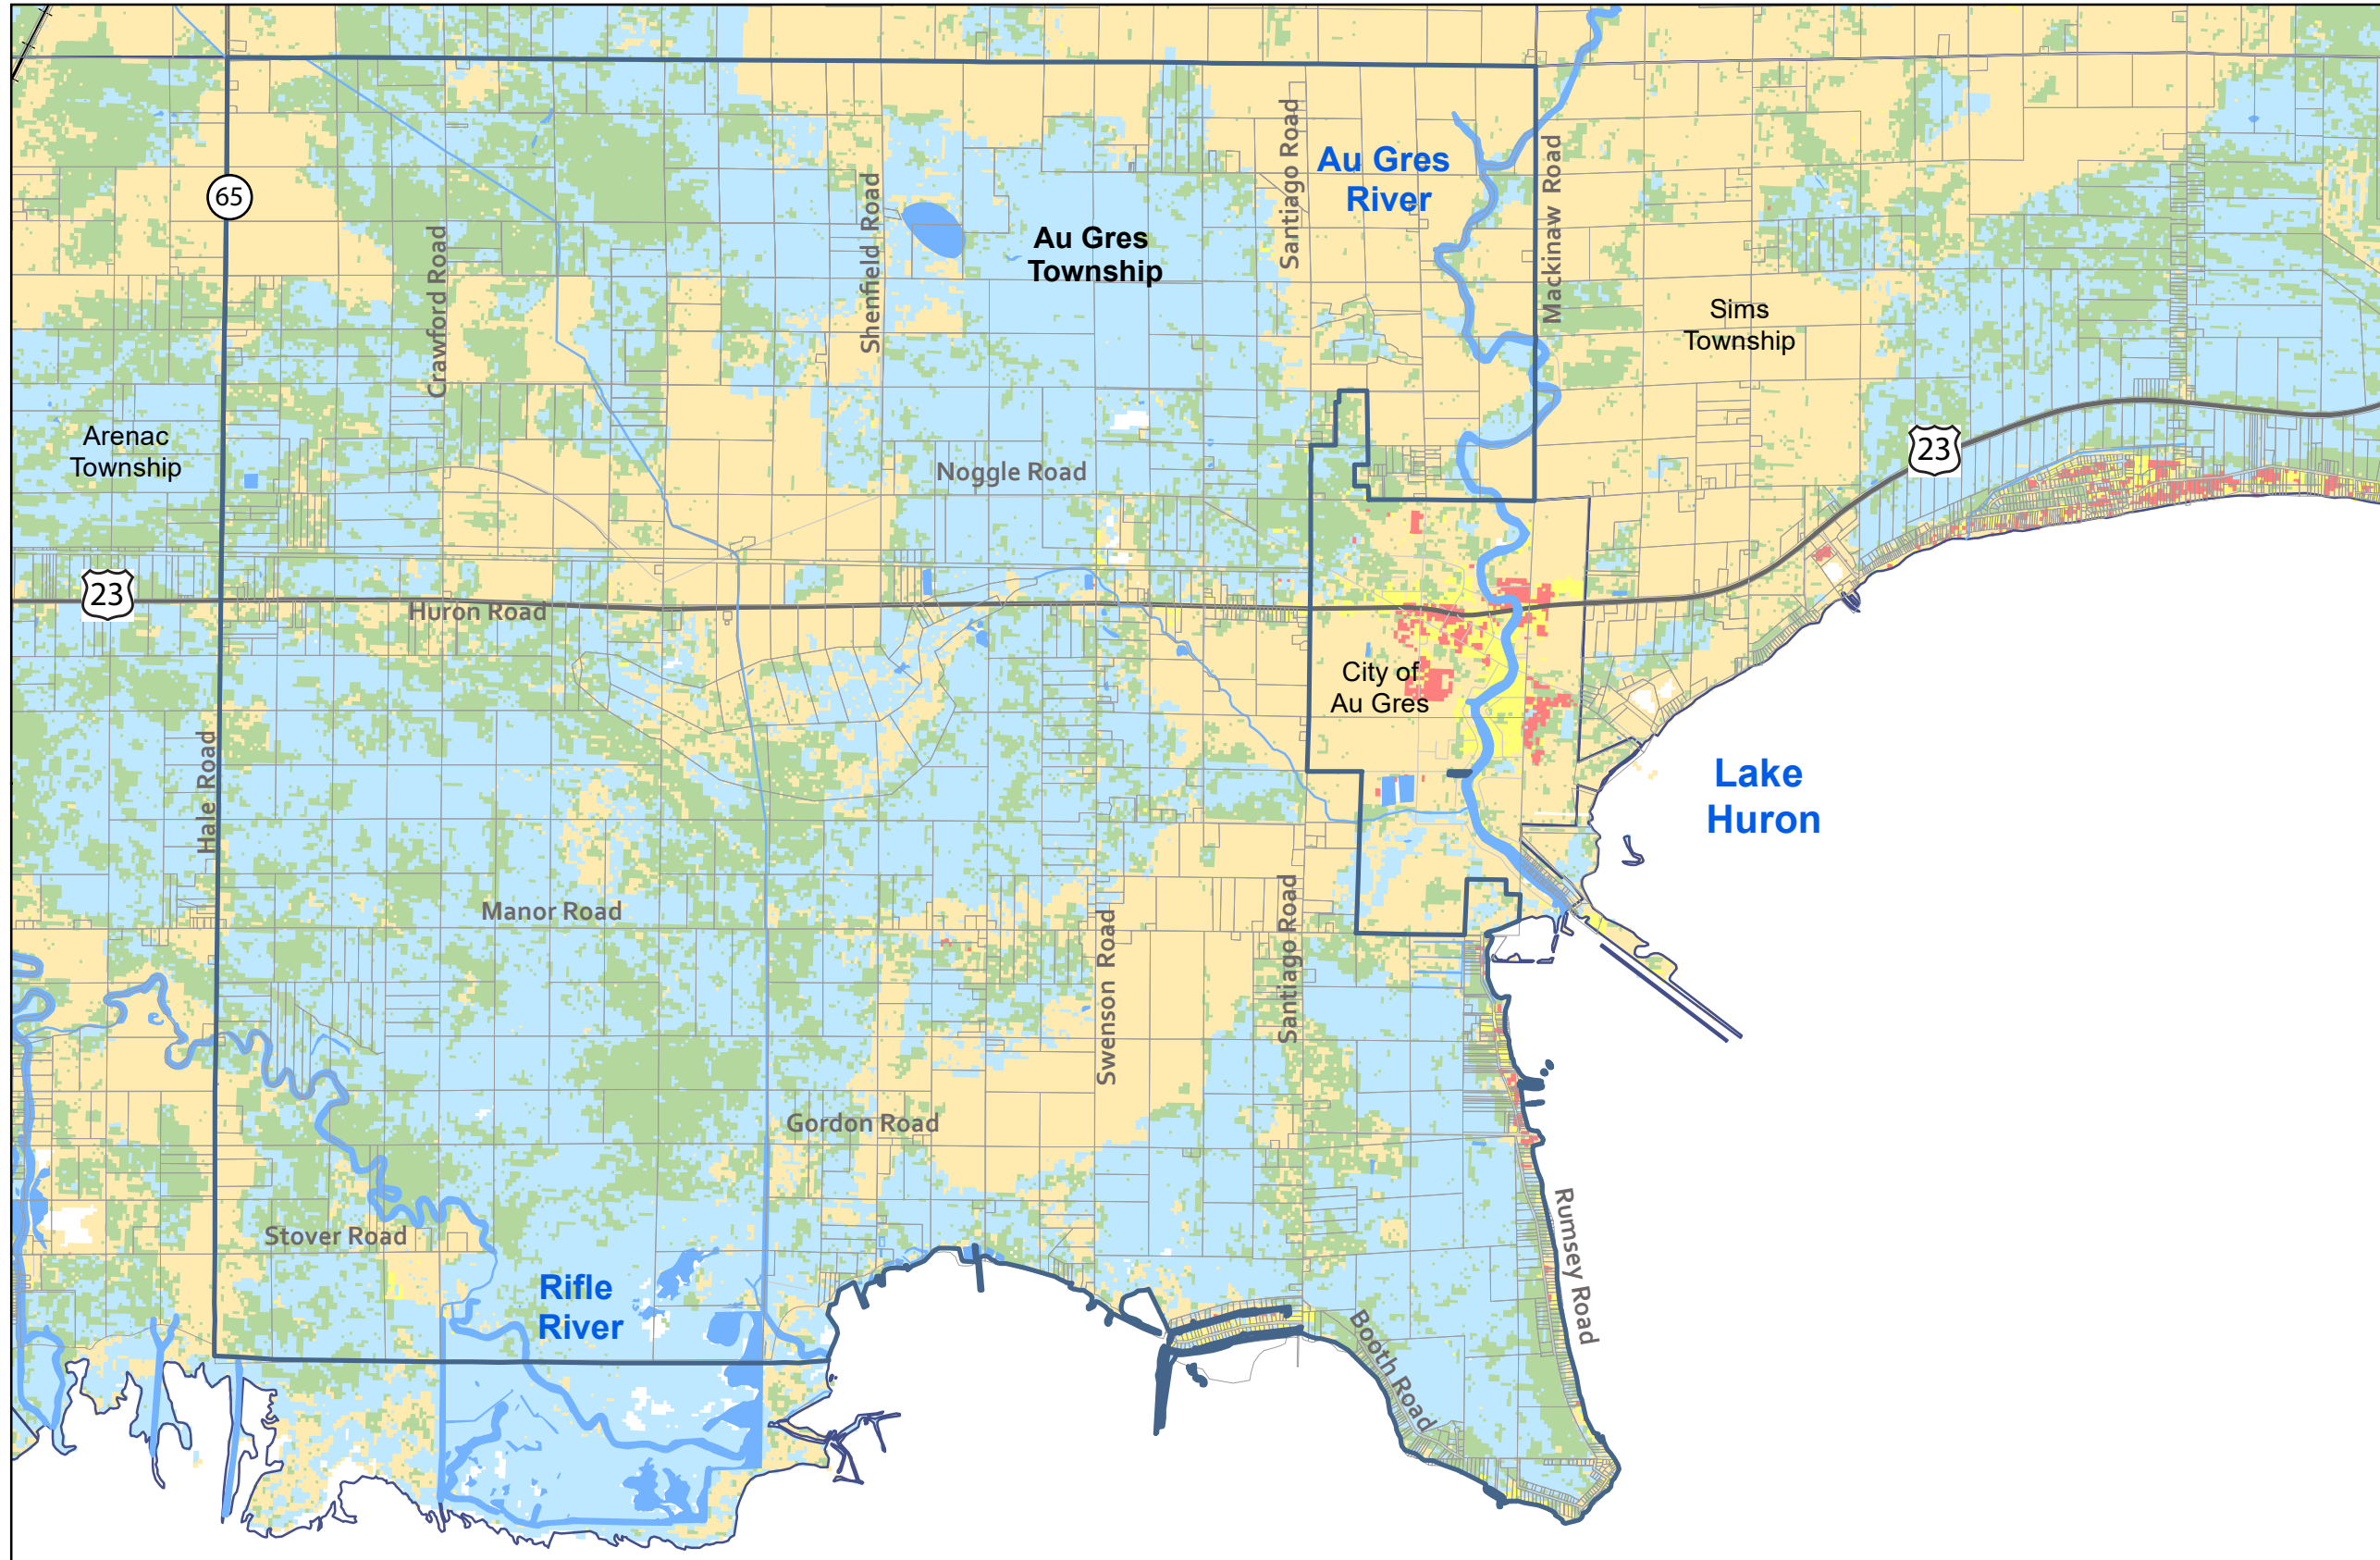 65
Au Gres
River
Santiago Road
Mackinaw Road
Shenfield Road
Crawford Road
Au Gres
Township
Sims
Township
Arenac
Township
23
Noggle Road
23
Huron Road
City of
Au Gres
Hale Road
Lake
Huron
Manor Road
Swenson Road
Santiago Road
Gordon Road
Stover Road
Rifle
River
Rumsey Road
Booth Road